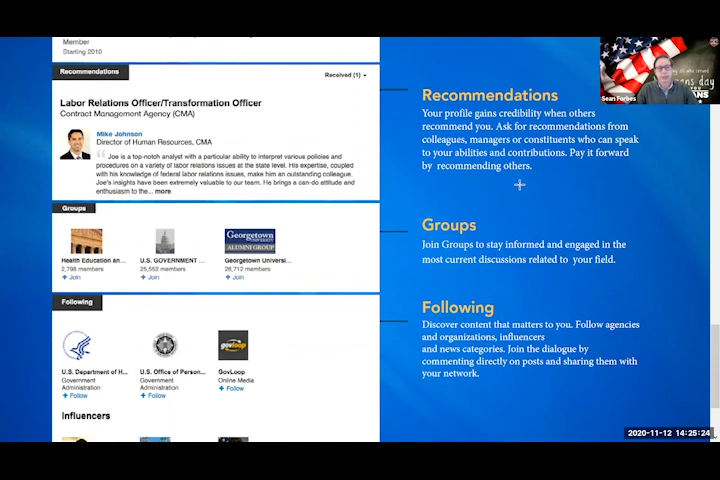 Member
Starting 2010
Recommendations
Received (1)
Labor Relations Officer/Transformation Officer
Contract Management Agency (CMA)
Mike Johnson
Director of Human Resources, CMA
Joe is a top-notch analyst with a particular ability to interpret various policies and
procedures on a variety of labor relations issues at the state level. His expertise, coupled
with his knowledge of federal labor relations issues, make him an outstanding colleague.
Joe's insights have been extremely valuable to our team. He brings a can-do attitude and
enthusiasm to the... more
Groups
Georgetown
UNIVERSITY
ALUMNI GROUP
Health Education an...
2,798 members
+ Join
U.S. GOVERNMENT ...
25,552 members
+ Join
Georgetown Universi...
26,712 members
+ Join
Following
govloop
U.S. Department of H...
Government
Administration
+ Follow
U.S. Office of Person...
Government
Administration
+ Follow
GovLoop
Online Media
+ Follow
Influencers
Recommendations
Your profile gains credibility when others
recommend you. Ask for recommendations from
colleagues, managers or constituents who can speak
to your abilities and contributions. Pay it forward
by recommending others.
Groups
Join Groups to stay informed and engaged in the
most current discussions related to your field.
Following
Discover content that matters to you. Follow agencies
and organizations, influencers
and news categories. Join the dialogue by
commenting directly on posts and sharing them with
your network.
Sean Forbes
2020-11-12 14:25:24